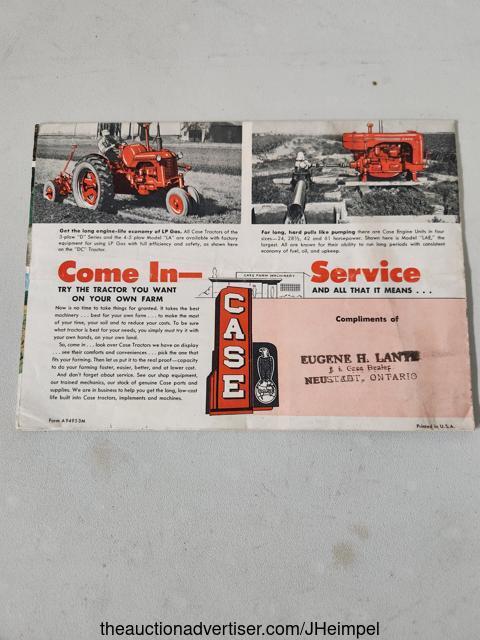 Get the long engine-life economy of LP Gas. All Case Tractors of the
3-plow "D" Series and the 4-5 plow Model "LA" are available with factory
equipment for using LP Gas with full efficiency and safety, as shown here
on the "DC" Tractor.
For long, hard pulls like pumping there are Case Engine Units in four
sizes—24, 28½, 42 and 61 horsepower. Shown here is Model "LAE," the
largest. All are known for their ability to run long periods with consistent
economy of fuel, oil, and upkeep.
Come In—
TRY THE TRACTOR YOU WANT
ON YOUR OWN FARM
Now is no time to take things for granted. It takes the best
machinery . . . best for your own farm . . . to make the most
of your time, your soil and to reduce your costs. To be sure
what tractor is best for your needs, you simply must try it with
your own hands, on your own land.
So, come in . . . look over Case Tractors we have on display
. . . see their comforts and conveniences . . . pick the one that
fits your farming. Then let us put it to the real proof—capacity
to do your farming faster, easier, better, and at lower cost.
And don't forget about service. See our shop equipment,
our trained mechanics, our stock of genuine Case parts and
supplies. We are in business to help you get the long, low-cost
life built into Case tractors, implements and machines.
CASE FARM MACHINERY
CASE
Service
AND ALL THAT IT MEANS . . .
Compliments of
EUGENE H. LANTZ
J. I. Case Dealer
NEUSTADT, ONTARIO
Form A94953M
Printed in U.S.A.
theauctionadvertiser.com/JHeimpel